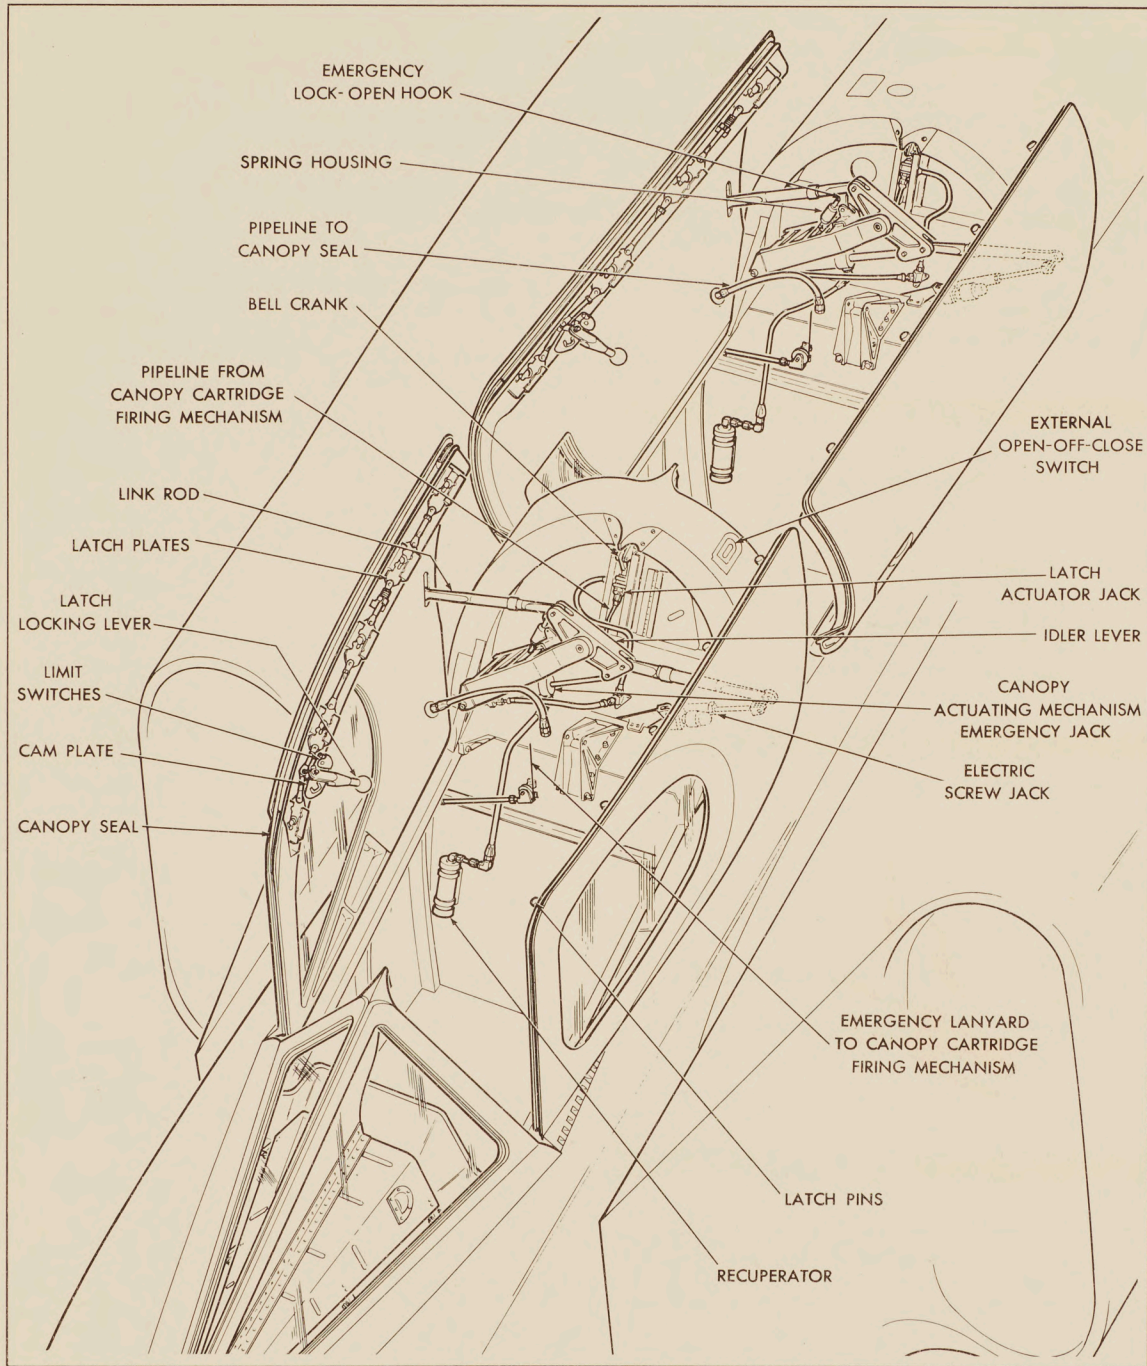 EMERGENCY
LOCK-OPEN HOOK
SPRING HOUSING
PIPELINE TO
CANOPY SEAL
BELL CRANK
PIPELINE FROM
CANOPY CARTRIDGE
FIRING MECHANISM
LINK ROD
LATCH PLATES
LATCH
LOCKING LEVER
LIMIT
SWITCHES
CAM PLATE
CANOPY SEAL
EXTERNAL
OPEN-OFF-CLOSE
SWITCH
LATCH
ACTUATOR JACK
IDLER LEVER
CANOPY
ACTUATING MECHANISM
EMERGENCY JACK
ELECTRIC
SCREW JACK
EMERGENCY LANYARD
TO CANOPY CARTRIDGE
FIRING MECHANISM
LATCH PINS
RECUPERATOR